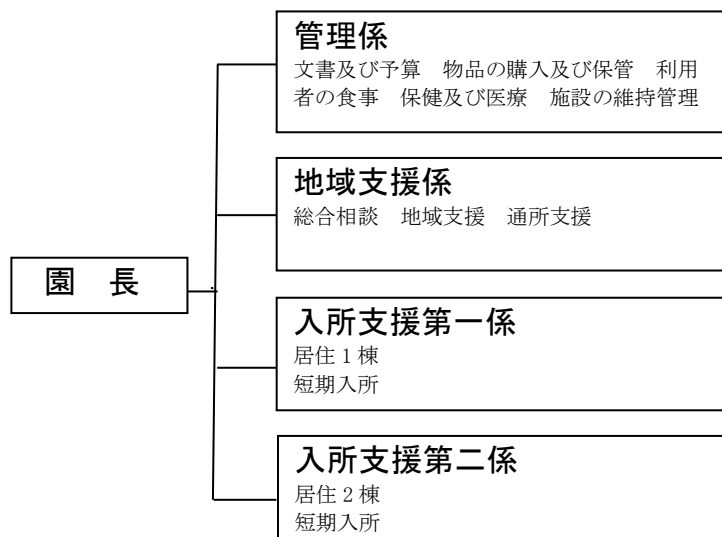 管理係
文書及び予算　物品の購入及び保管　利用
者の食事　保健及び医療　施設の維持管理
地域支援係
総合相談　地域支援　通所支援
園　長
入所支援第一係
居住１棟
短期入所
入所支援第二係
居住２棟
短期入所